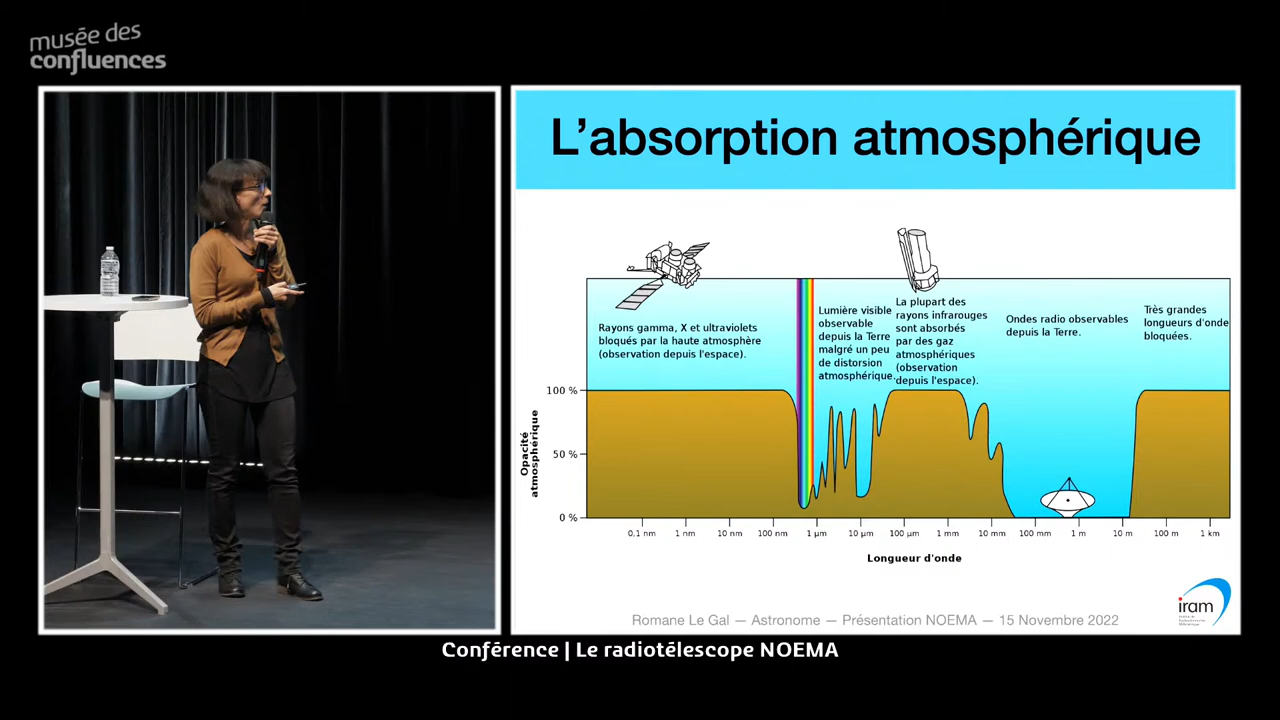 musée des
confluences
L'absorption atmosphérique
Rayons gamma, X et ultraviolets
bloqués par la haute atmosphère
(observation depuis l'espace).
Lumière visible
observable
depuis la Terre
malgré un peu
de distorsion
atmosphérique.
La plupart des
rayons infrarouges
sont absorbés
par des gaz
atmosphériques
(observation
depuis l'espace).
Ondes radio observables
depuis la Terre.
Très grandes
longueurs d'onde
bloquées.
Opacité
atmosphérique
100 %
50 %
0 %
0,1 nm
1 nm
10 nm
100 nm
1 µm
10 µm
100 µm
1 mm
10 mm
100 mm
1 m
10 m
100 m
1 km
Longueur d'onde
Romane Le Gal — Astronome — Présentation NOEMA — 15 Novembre 2022
iram
Conférence | Le radiotélescope NOEMA